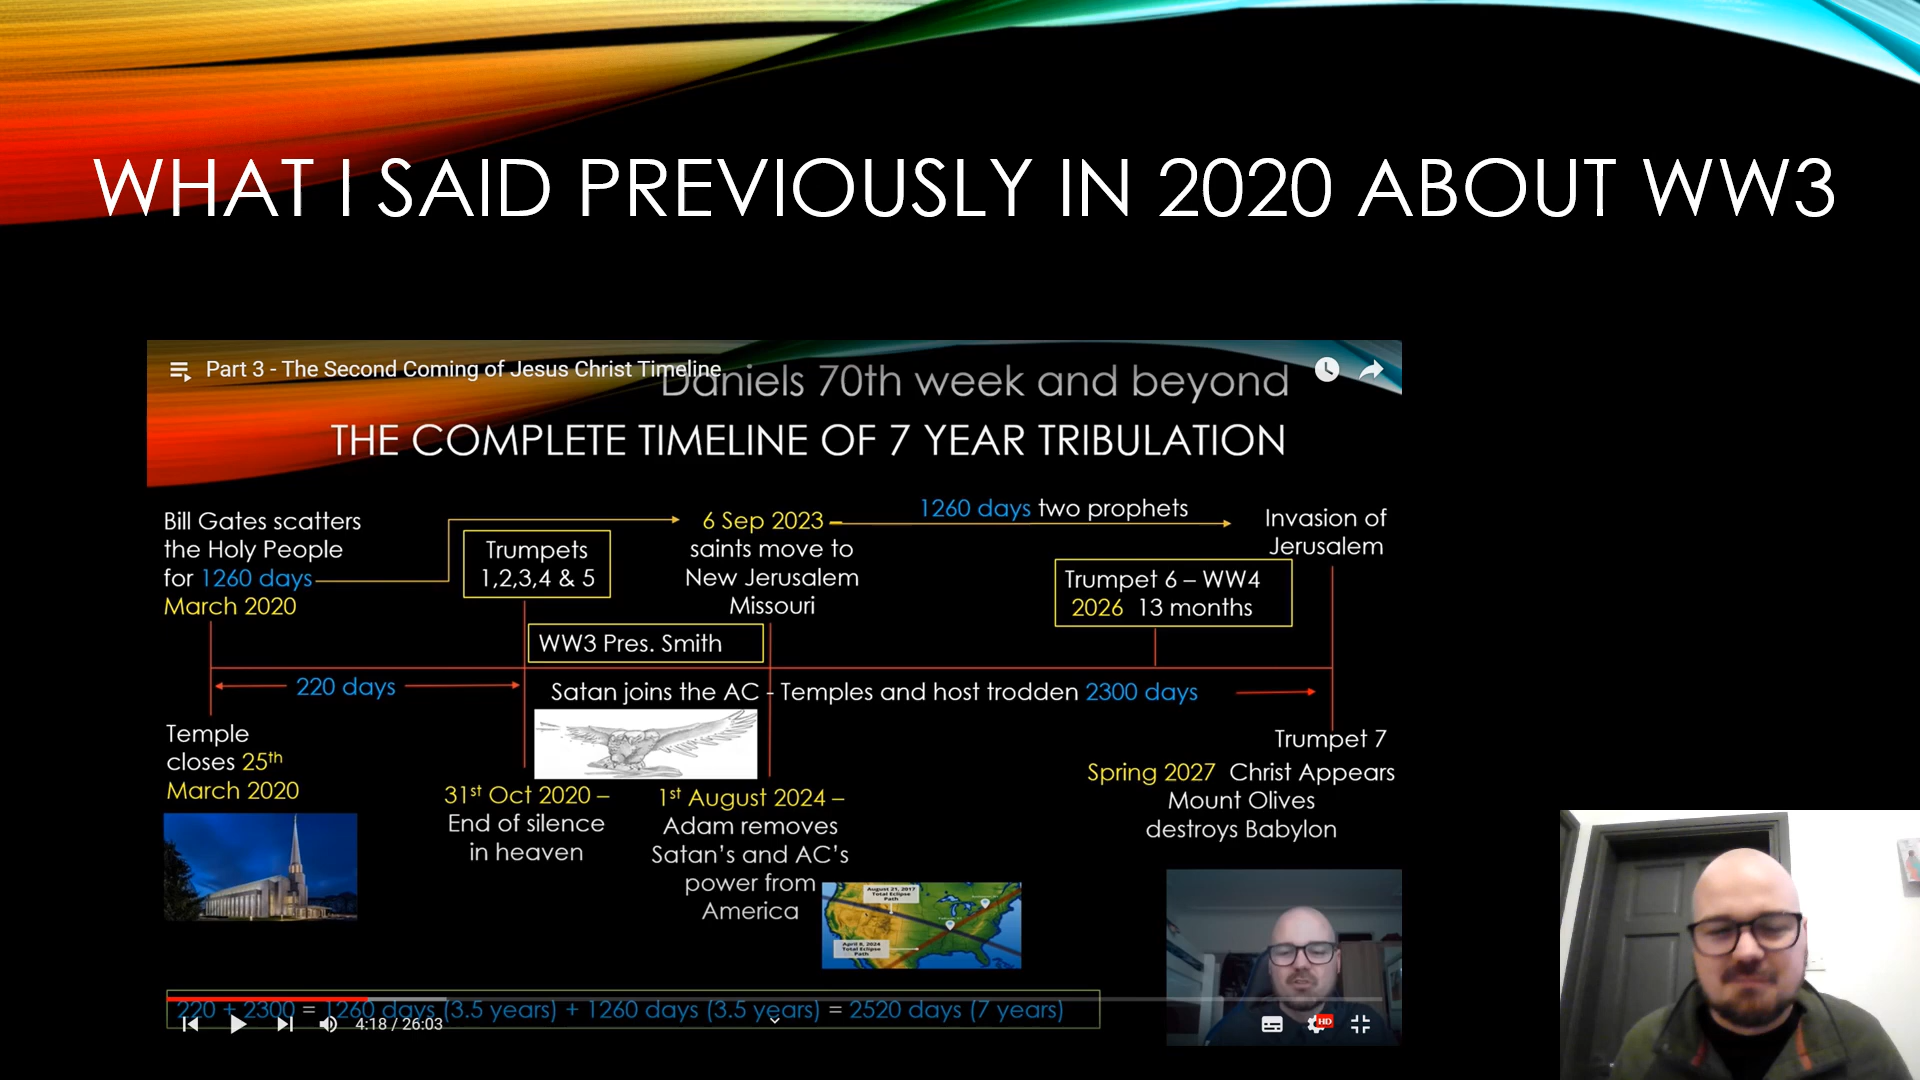 WHAT I SAID PREVIOUSLY IN 2020 ABOUT WW3
Part 3 - The Second Coming of Jesus Christ Timeline
Daniels 70th week and beyond
THE COMPLETE TIMELINE OF 7 YEAR TRIBULATION
Bill Gates scatters
the Holy People
for 1260 days
March 2020
Trumpets
1,2,3,4 & 5
6 Sep 2023 –
saints move to
New Jerusalem
Missouri
1260 days two prophets
Invasion of
Jerusalem
Trumpet 6 – WW4
2026 13 months
WW3 Pres. Smith
220 days
Satan joins the AC - Temples and host trodden 2300 days
Temple
closes 25th
March 2020
31st Oct 2020 –
End of silence
in heaven
1st August 2024 –
Adam removes
Satan's and AC's
power from
America
Trumpet 7
Spring 2027 Christ Appears
Mount Olives
destroys Babylon
August 21, 2017
Total Eclipse
Path
April 8, 2024
Total Eclipse
Path
220 + 2300 = 1260 days (3.5 years) + 1260 days (3.5 years) = 2520 days (7 years)
4:18 / 26:03
HD